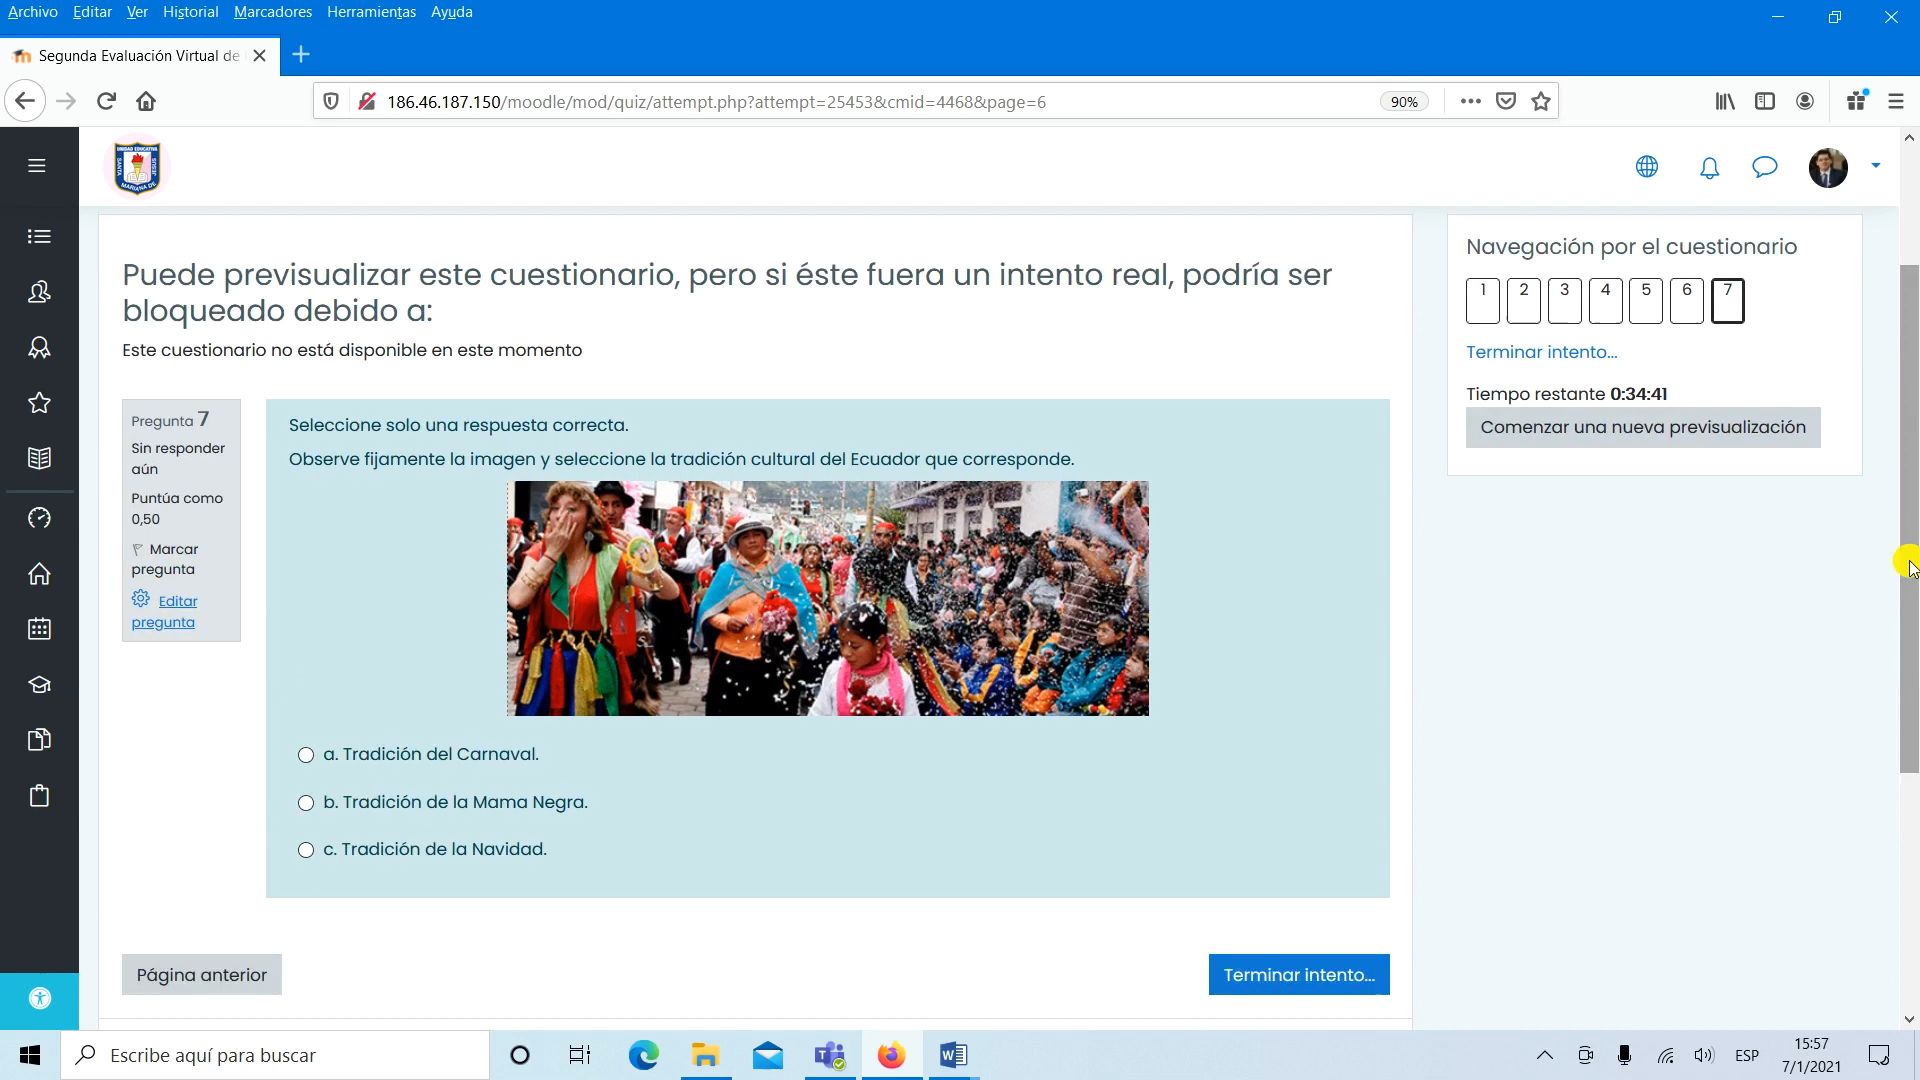 Archivo Editar Ver Historial Marcadores Herramientas Ayuda
Segunda Evaluación Virtual de
186.46.187.150/moodle/mod/quiz/attempt.php?attempt=25453&cmid=4468&page=6
90%
UNIDAD EDUCATIVA
SANTA
MARIANA DE
JESÚS
Puede previsualizar este cuestionario, pero si éste fuera un intento real, podría ser
bloqueado debido a:
Este cuestionario no está disponible en este momento
Pregunta 7
Sin responder
aún
Puntúa como
0,50
Marcar
pregunta
Editar
pregunta
Seleccione solo una respuesta correcta.
Observe fijamente la imagen y seleccione la tradición cultural del Ecuador que corresponde.
a. Tradición del Carnaval.
b. Tradición de la Mama Negra.
c. Tradición de la Navidad.
Página anterior
Terminar intento...
Navegación por el cuestionario
1 2 3 4 5 6 7
Terminar intento...
Tiempo restante 0:34:41
Comenzar una nueva previsualización
Escribe aquí para buscar
ESP
15:57
7/1/2021